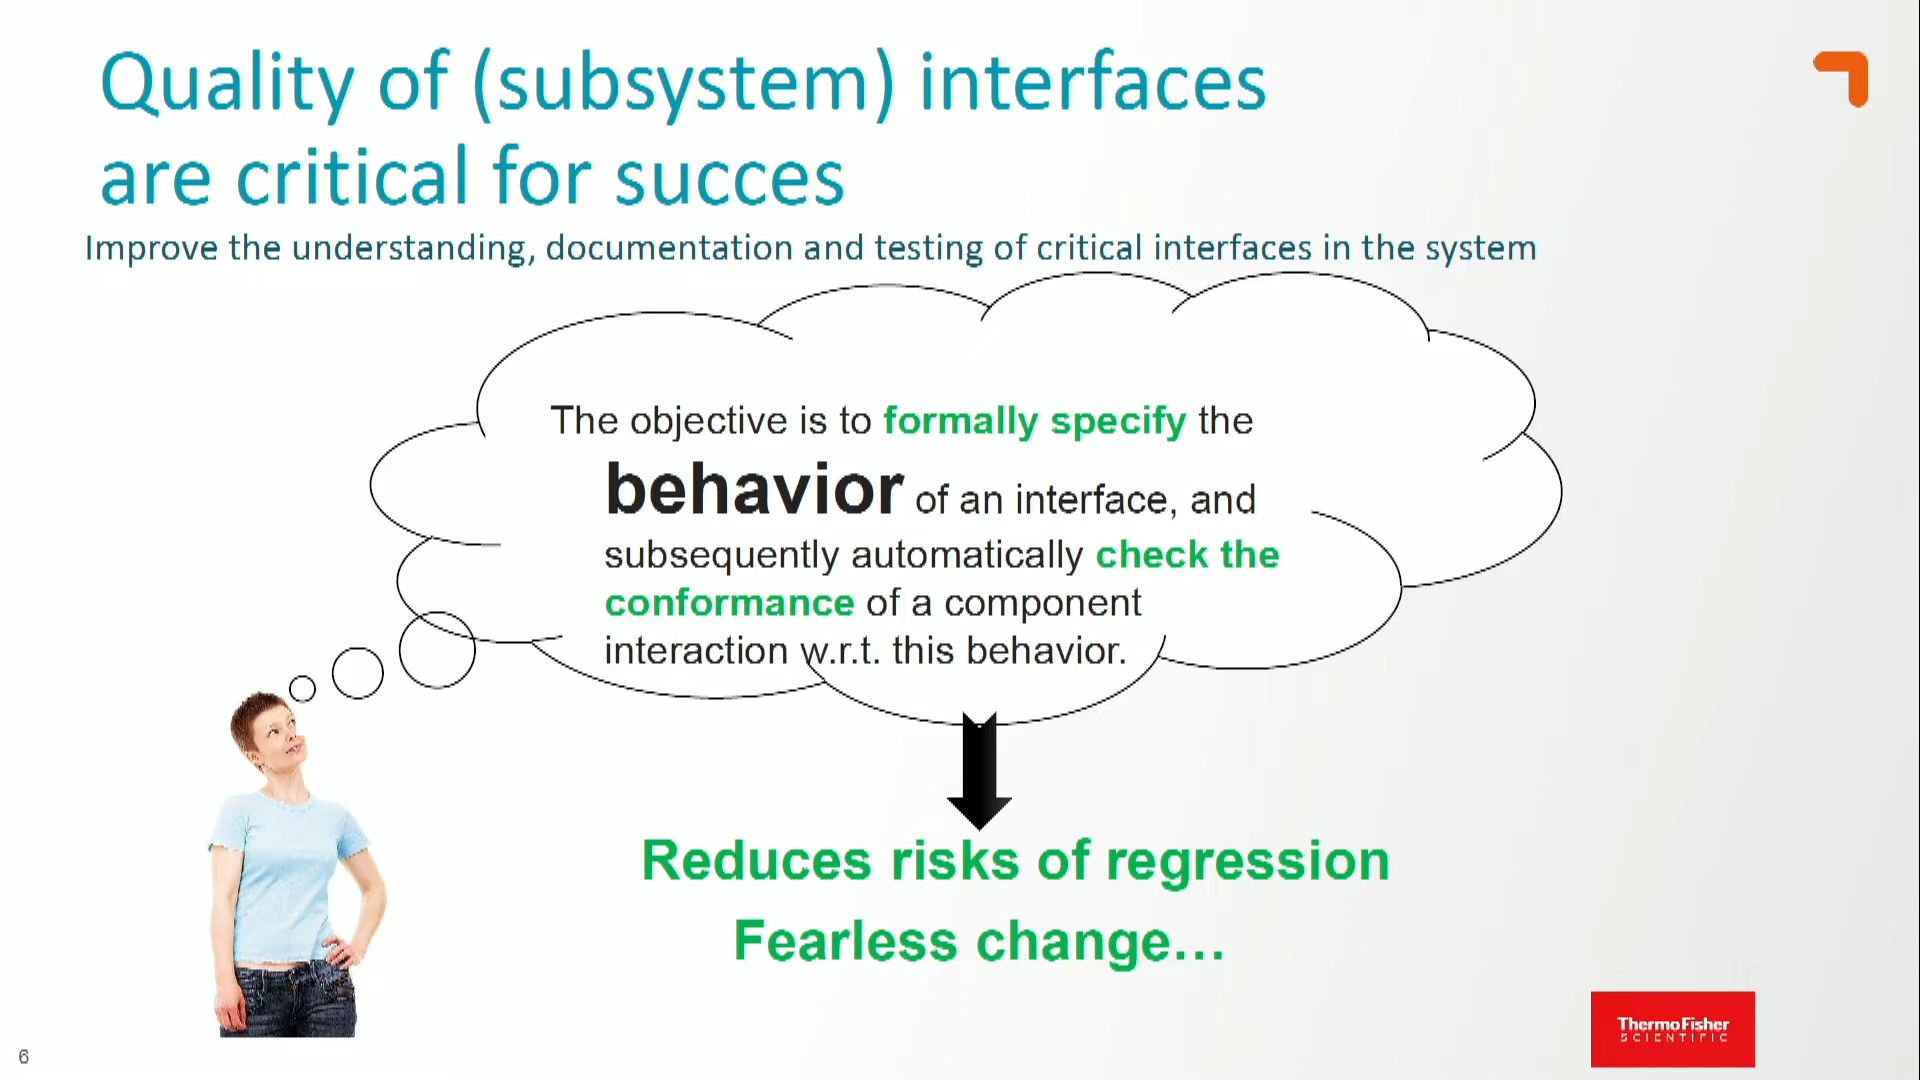 Quality of (subsystem) interfaces
are critical for succes
Improve the understanding, documentation and testing of critical interfaces in the system
The objective is to formally specify the
behavior of an interface, and
subsequently automatically check the
conformance of a component
interaction w.r.t. this behavior.
Reduces risks of regression
Fearless change...
6
ThermoFisher
SCIENTIFIC